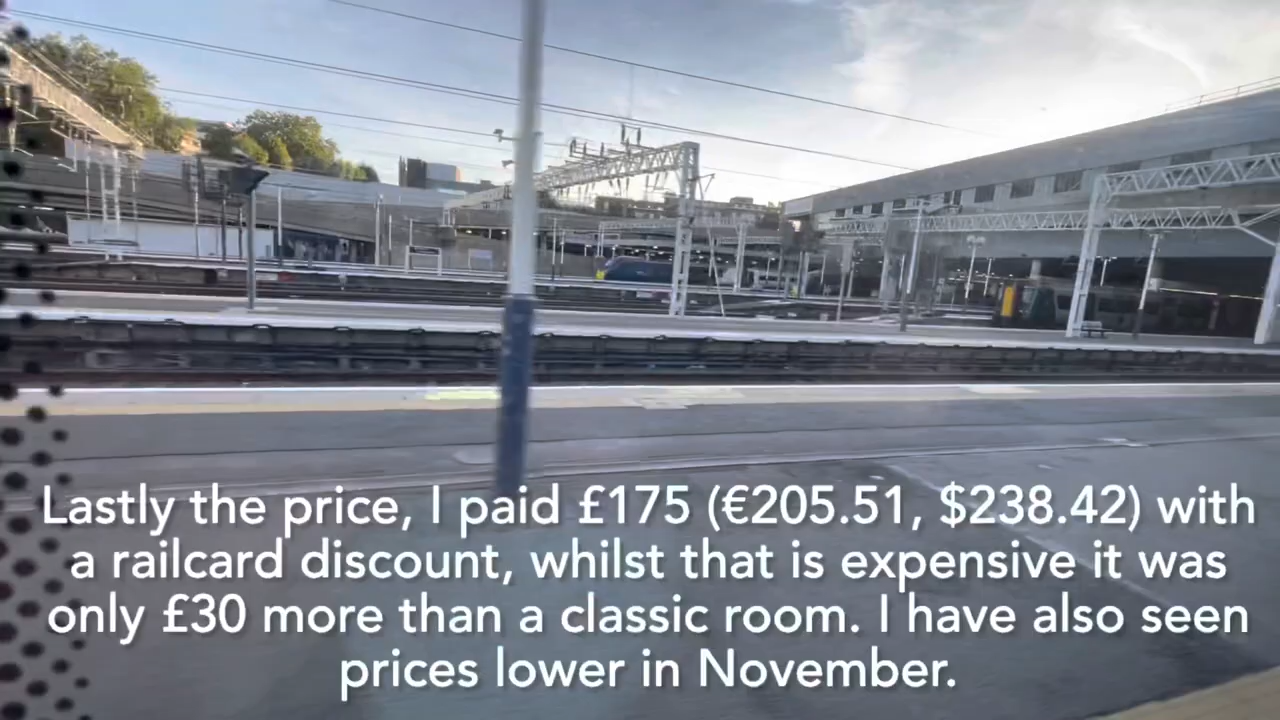 Lastly the price, I paid £175 (€205.51, $238.42) with
a railcard discount, whilst that is expensive it was
only £30 more than a classic room. I have also seen
prices lower in November.